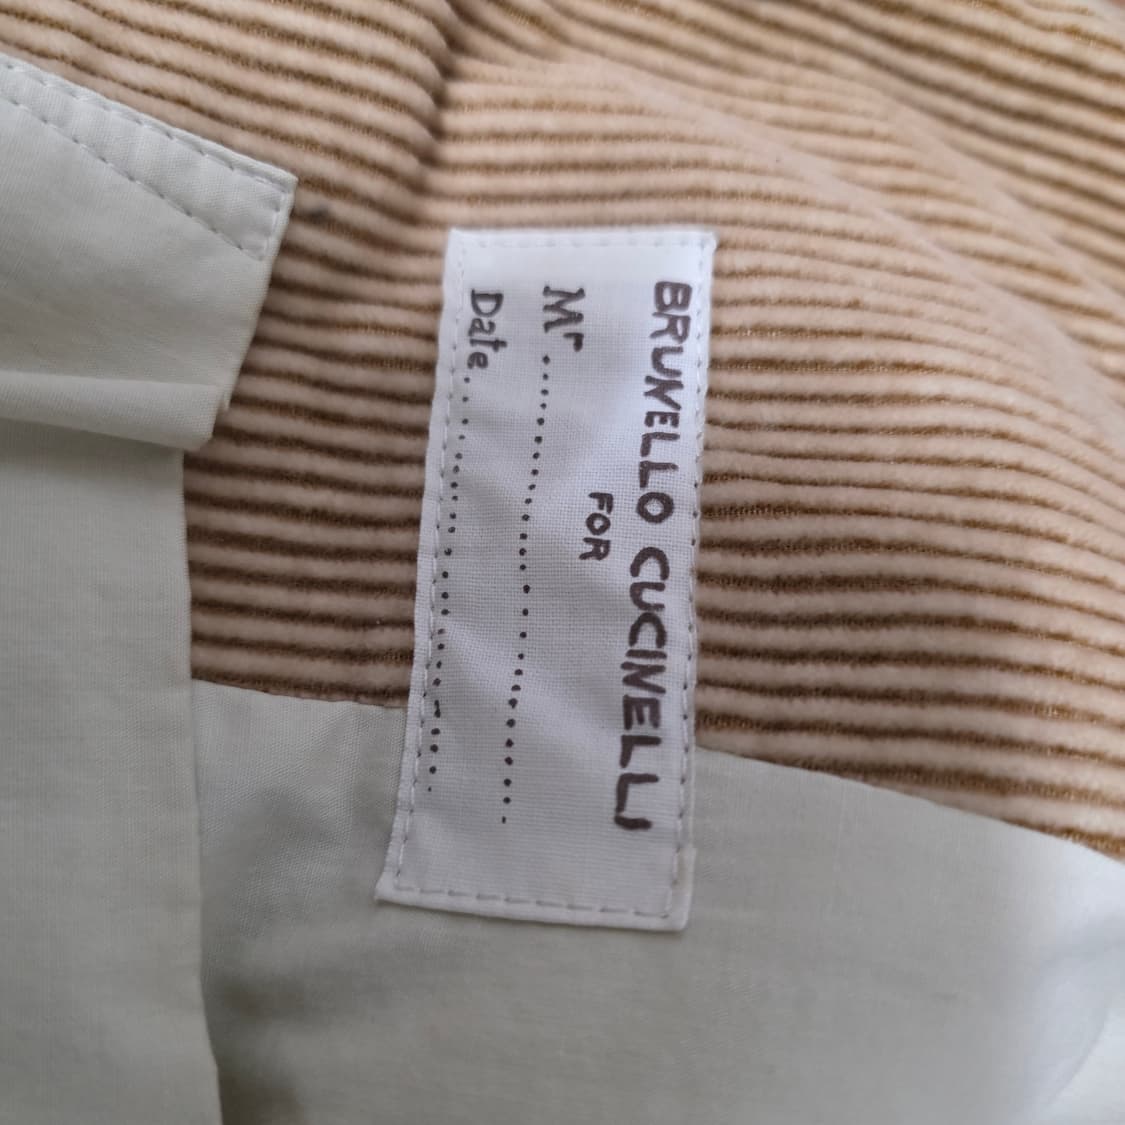 BRUNELLO CUCINELLI
FOR
Mr ..............................
Date ..............................